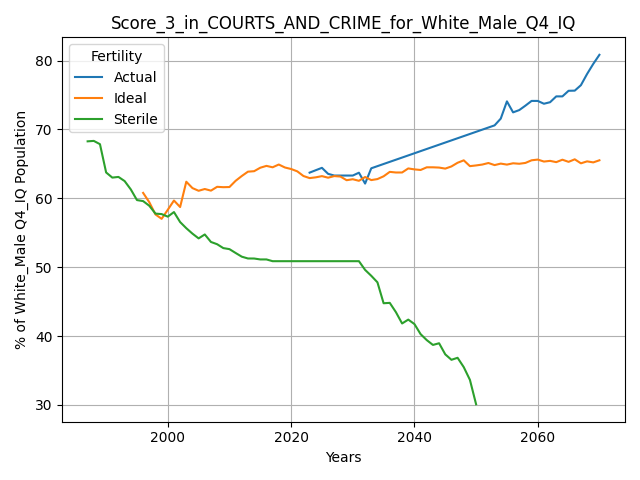 Score_3_in_COURTS_AND_CRIME_for_White_Male_Q4_IQ
Fertility
Actual
Ideal
Sterile
% of White_Male Q4_IQ Population
80
70
60
50
40
30
2000
2020
2040
2060
Years